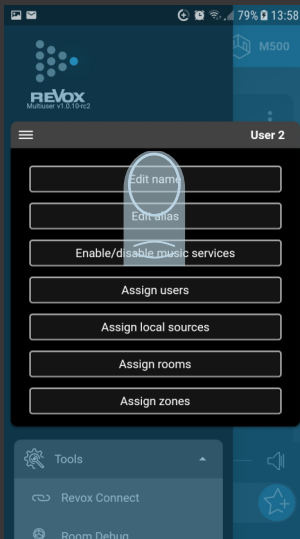 79% 13:58
REVOX
Multiuser v1.0.10-rc2
M500
User 2
Edit name
Edit alias
Enable/disable music services
Assign users
Assign local sources
Assign rooms
Assign zones
Tools
Revox Connect
Room Debug